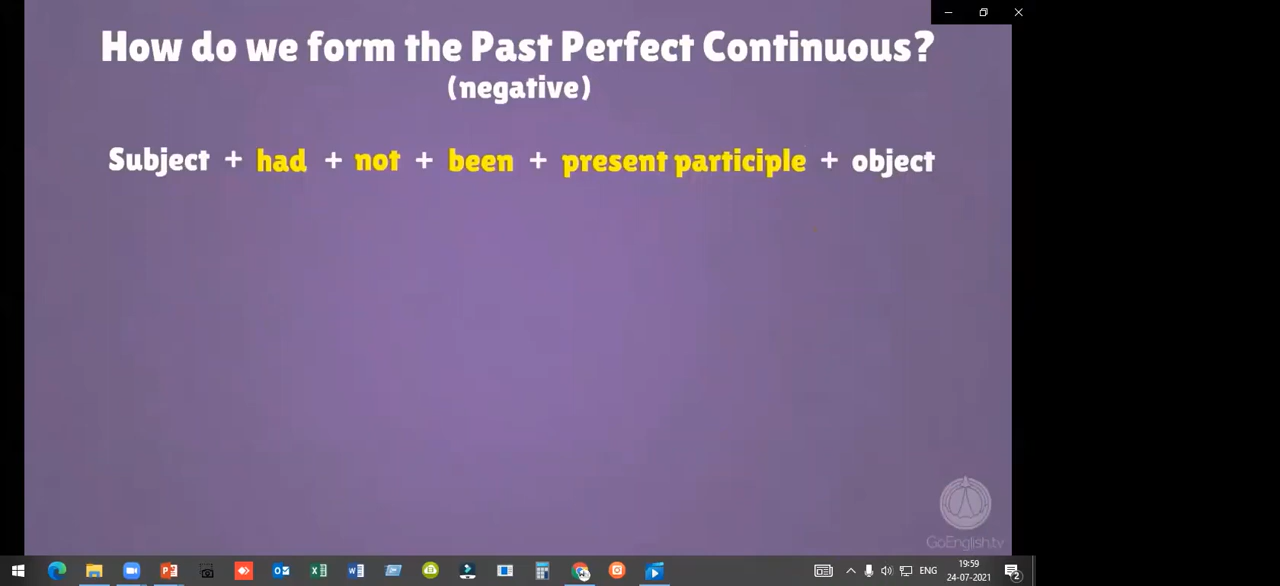 How do we form the Past Perfect Continuous?
(negative)
Subject + had + not + been + present participle + object
GoEnglish.tv
19:59
ENG
24-07-2021
2